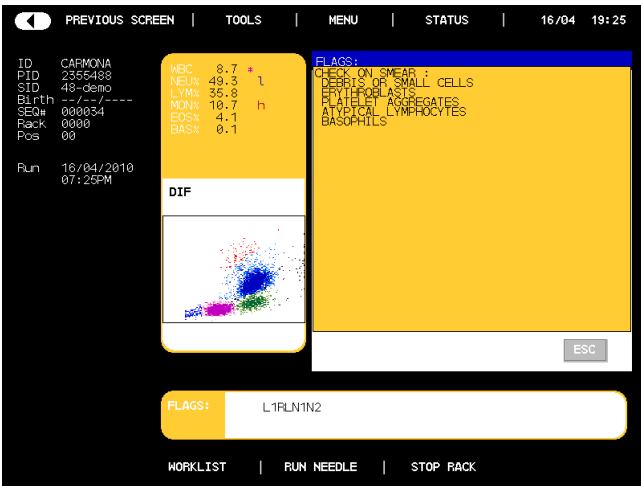 PREVIOUS SCREEN | TOOLS | MENU | STATUS | 16/04 19:25
ID CARMONA
PID 2355488
SID 48-demo
Birth --/--/----
SEQ# 000034
Rack 0000
Pos 00
Run 16/04/2010
07:25PM
WBC 8.7 *
NEU% 49.3 l
LYM% 35.8
MON% 10.7 h
EOS% 4.1
BAS% 0.1
DIF
FLAGS:
CHECK ON SMEAR :
DEBRIS OR SMALL CELLS
ERYTHROBLASTS
PLATELET AGGREGATES
ATYPICAL LYMPHOCYTES
BASOPHILS
ESC
FLAGS: L1RLN1N2
WORKLIST | RUN NEEDLE | STOP RACK